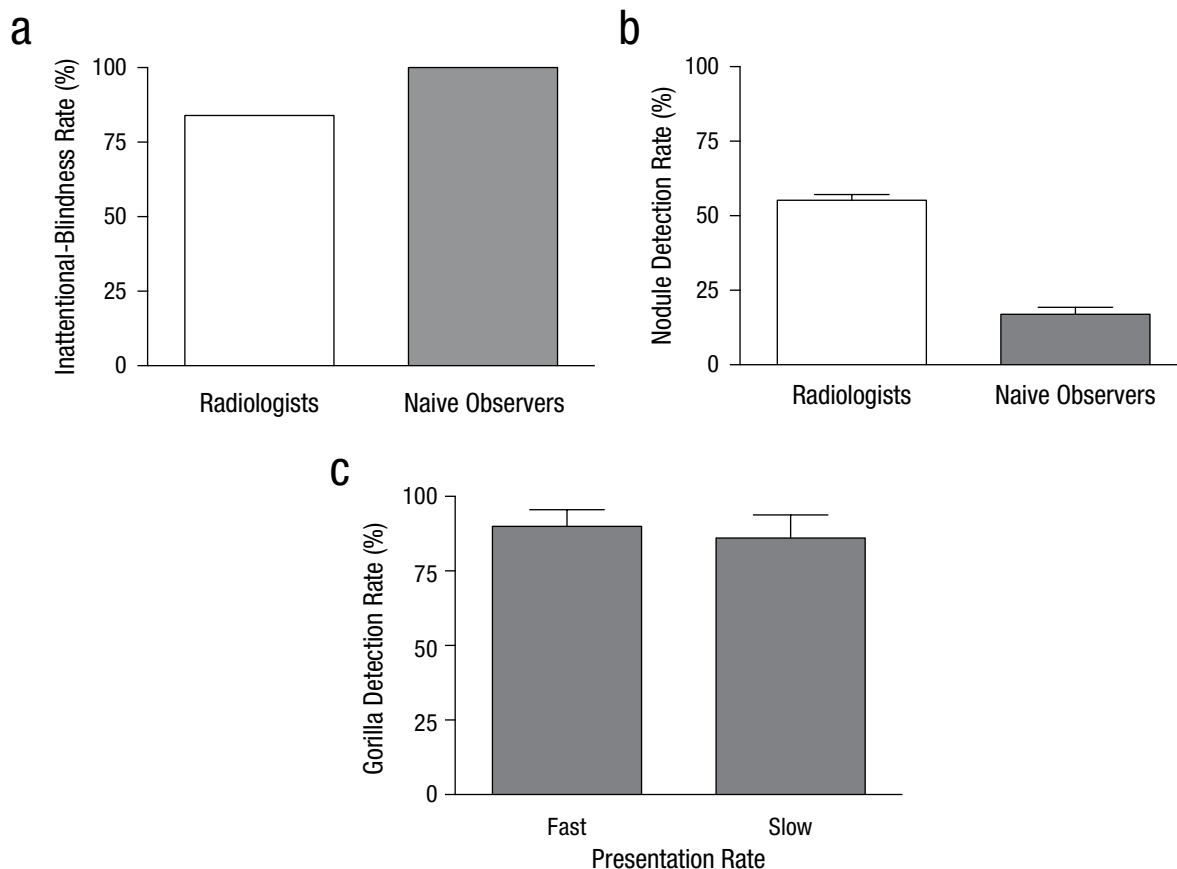 a
Inattentional-Blindness Rate (%)
100
75
50
25
0
Radiologists
Naive Observers
b
Nodule Detection Rate (%)
100
75
50
25
0
Radiologists
Naive Observers
c
Gorilla Detection Rate (%)
100
75
50
25
0
Fast
Slow
Presentation Rate